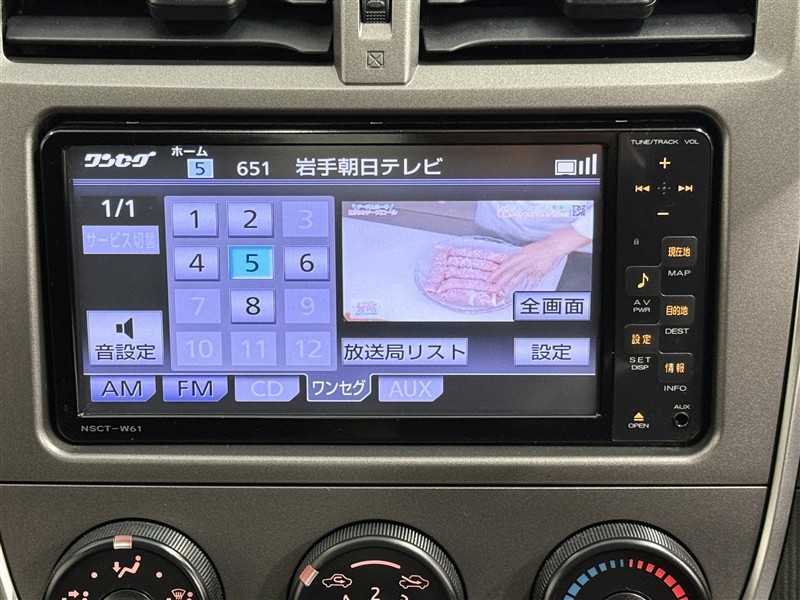 ワンセグ ホーム 5 651 岩手朝日テレビ
1/1
サービス切替
1 2 3
4 5 6
7 8 9
10 11 12
音設定
全画面
放送局リスト 設定
AM FM CD ワンセグ AUX
NSCT-W61
TUNE/TRACK VOL
現在地
MAP
AV
PWR
目的地
DEST
設定
SET
DISP
情報
INFO
AUX
OPEN
2